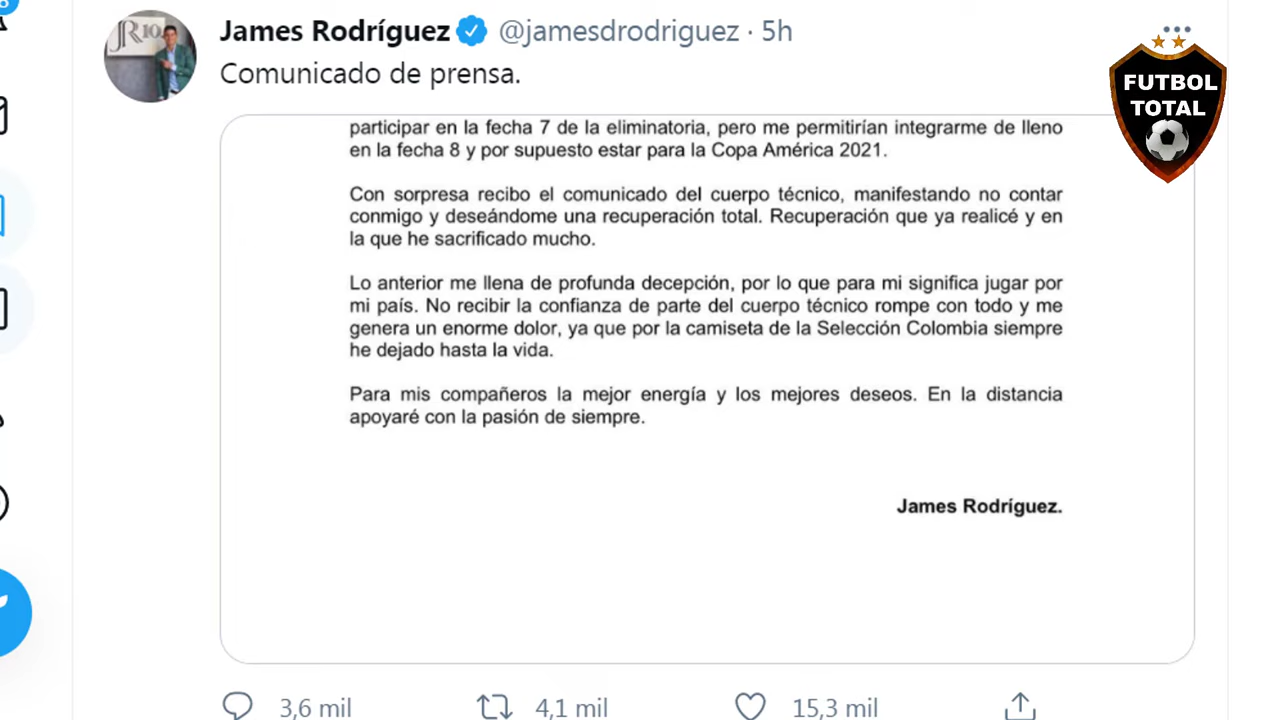 James Rodríguez @jamesdrodriguez · 5h
Comunicado de prensa.
JR10
FUTBOL
TOTAL
participar en la fecha 7 de la eliminatoria, pero me permitirían integrarme de lleno
en la fecha 8 y por supuesto estar para la Copa América 2021.
Con sorpresa recibo el comunicado del cuerpo técnico, manifestando no contar
conmigo y deseándome una recuperación total. Recuperación que ya realicé y en
la que he sacrificado mucho.
Lo anterior me llena de profunda decepción, por lo que para mi significa jugar por
mi país. No recibir la confianza de parte del cuerpo técnico rompe con todo y me
genera un enorme dolor, ya que por la camiseta de la Selección Colombia siempre
he dejado hasta la vida.
Para mis compañeros la mejor energía y los mejores deseos. En la distancia
apoyaré con la pasión de siempre.
James Rodríguez.
3,6 mil 4,1 mil 15,3 mil